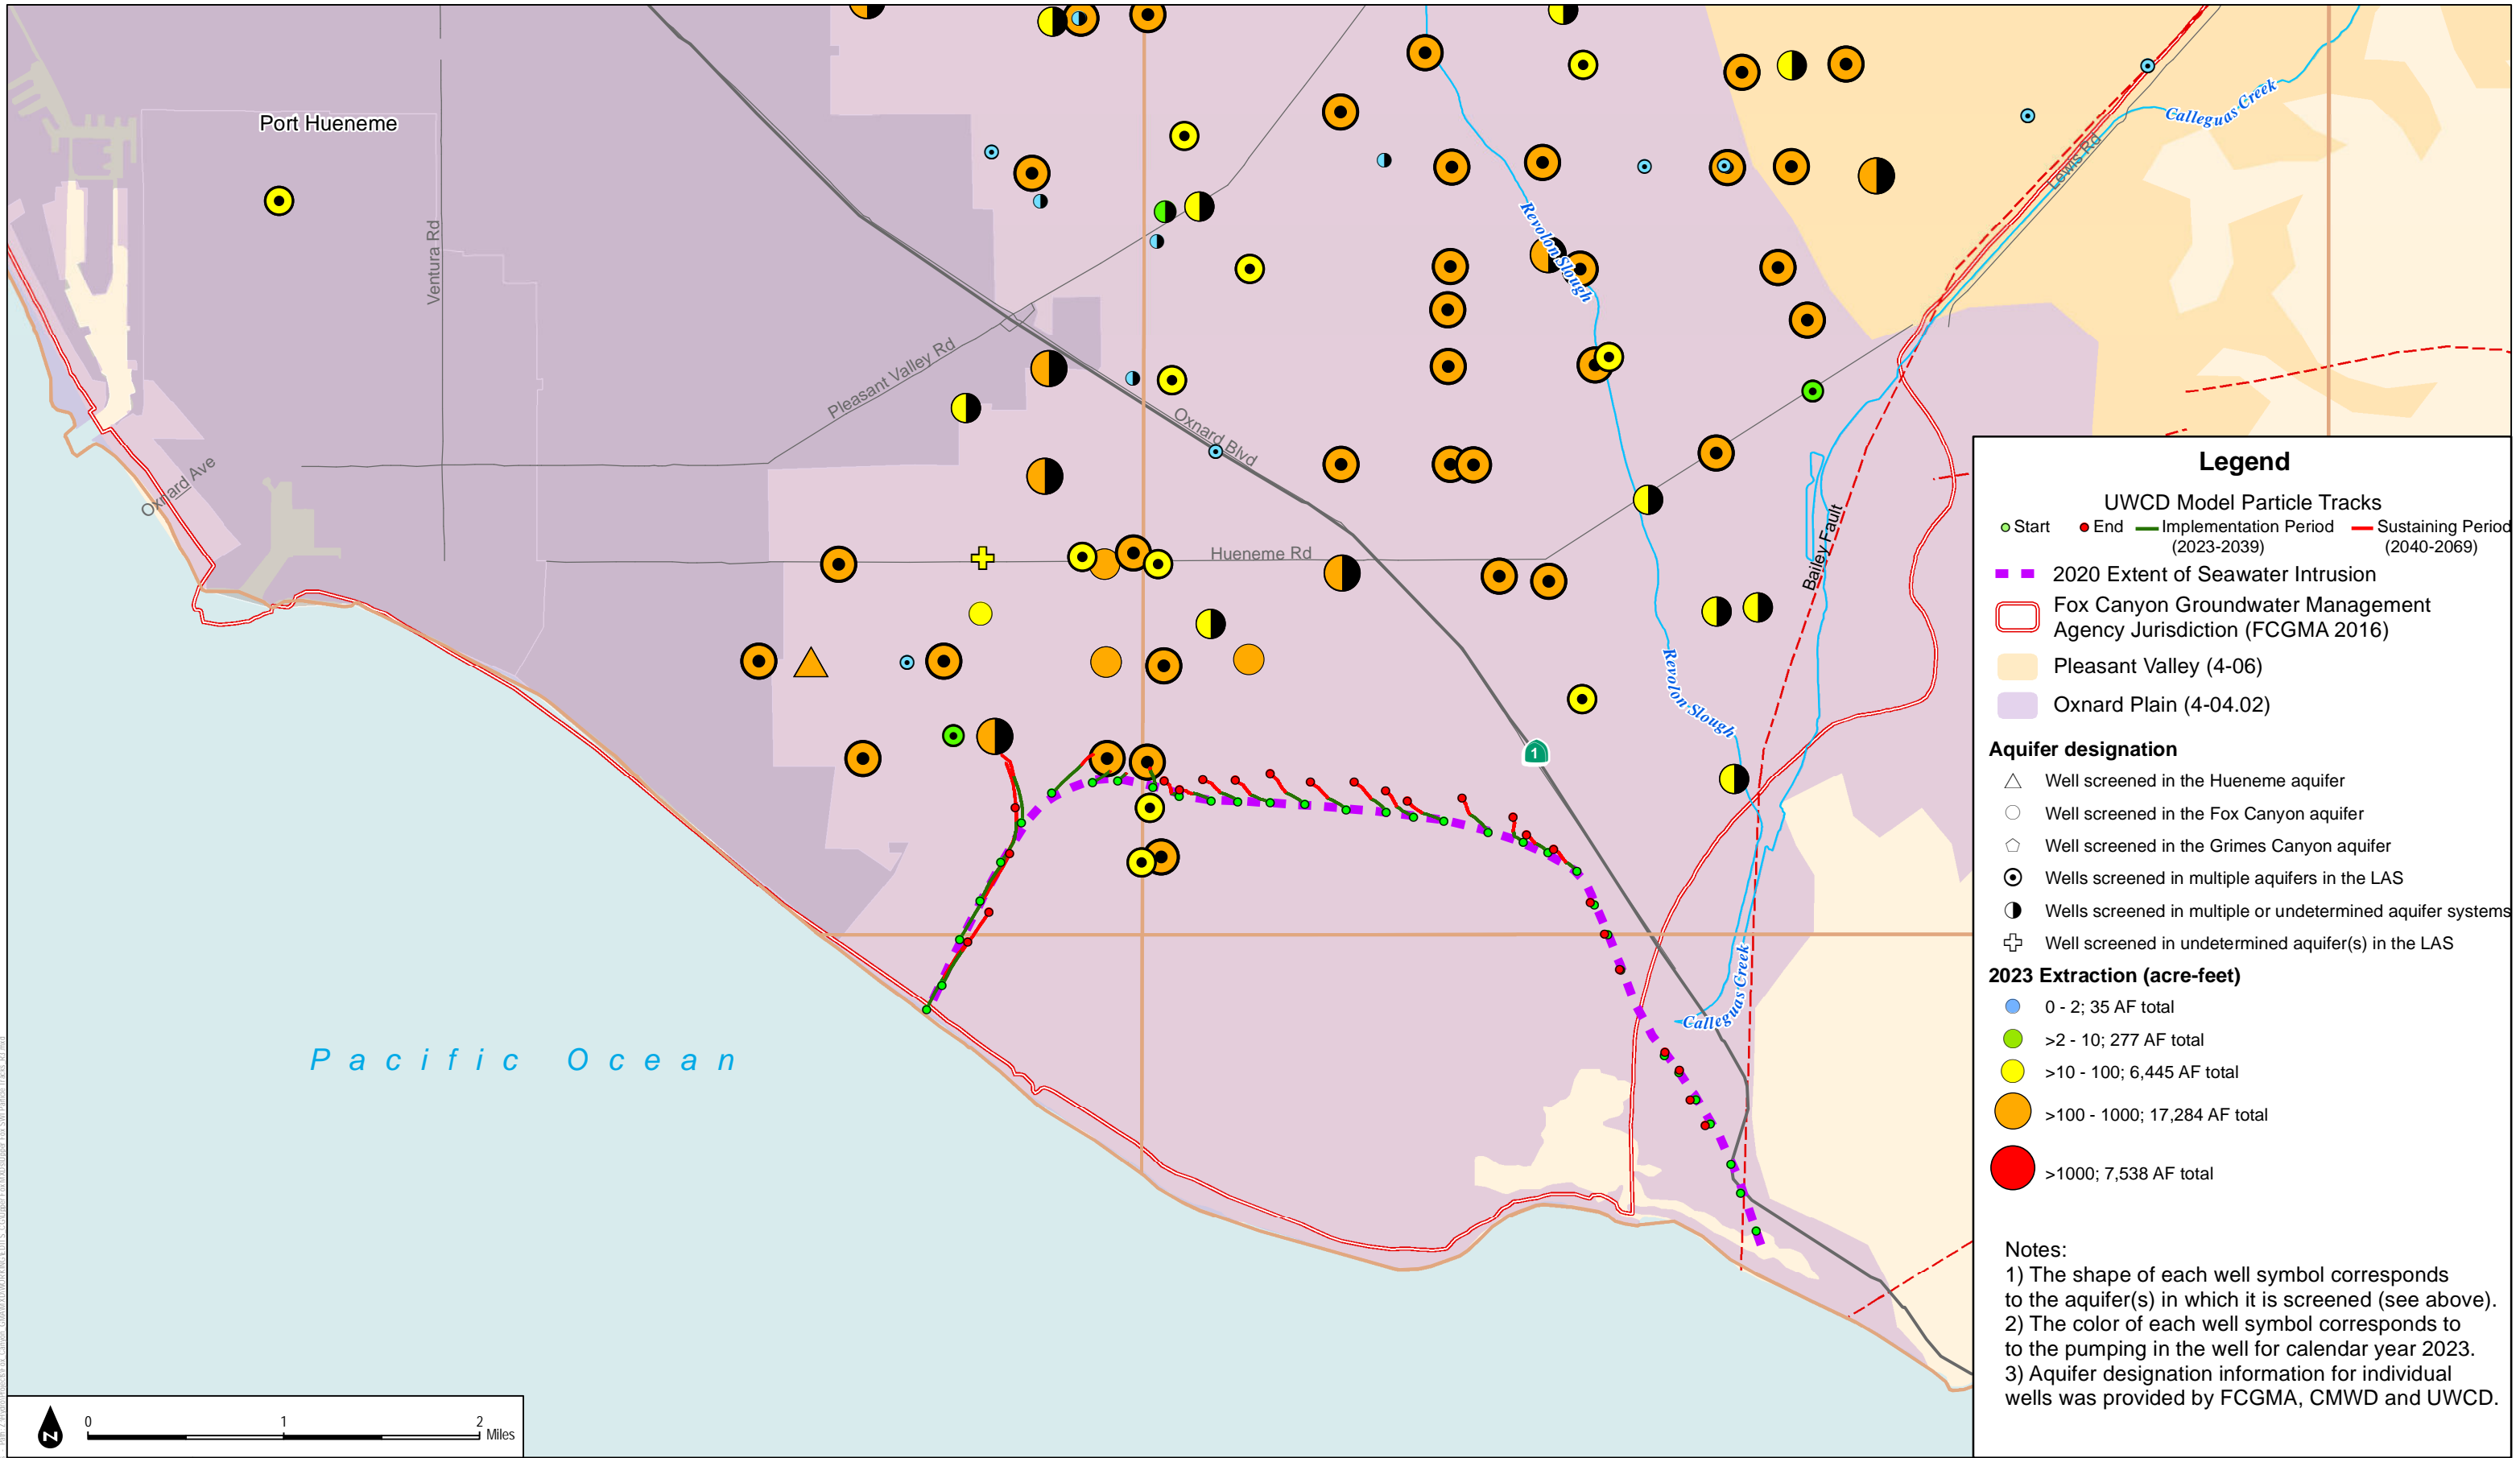 Port Hueneme
Ventura Rd
Oxnard Ave
Pleasant Valley Rd
Oxnard Blvd
Hueneme Rd
Revolon Slough
Revolon Slough
Calleguas Creek
Lewis Rd
Bailey Fault
1
Calleguas Creek
Pacific Ocean
N
0 1 2
Miles
Legend
UWCD Model Particle Tracks
Start End Implementation Period Sustaining Period
(2023-2039) (2040-2069)
2020 Extent of Seawater Intrusion
Fox Canyon Groundwater Management
Agency Jurisdiction (FCGMA 2016)
Pleasant Valley (4-06)
Oxnard Plain (4-04.02)
Aquifer designation
Well screened in the Hueneme aquifer
Well screened in the Fox Canyon aquifer
Well screened in the Grimes Canyon aquifer
Wells screened in multiple aquifers in the LAS
Wells screened in multiple or undetermined aquifer systems
Well screened in undetermined aquifer(s) in the LAS
2023 Extraction (acre-feet)
0 - 2; 35 AF total
>2 - 10; 277 AF total
>10 - 100; 6,445 AF total
>100 - 1000; 17,284 AF total
>1000; 7,538 AF total
Notes:
1) The shape of each well symbol corresponds
to the aquifer(s) in which it is screened (see above).
2) The color of each well symbol corresponds to
to the pumping in the well for calendar year 2023.
3) Aquifer designation information for individual
wells was provided by FCGMA, CMWD and UWCD.